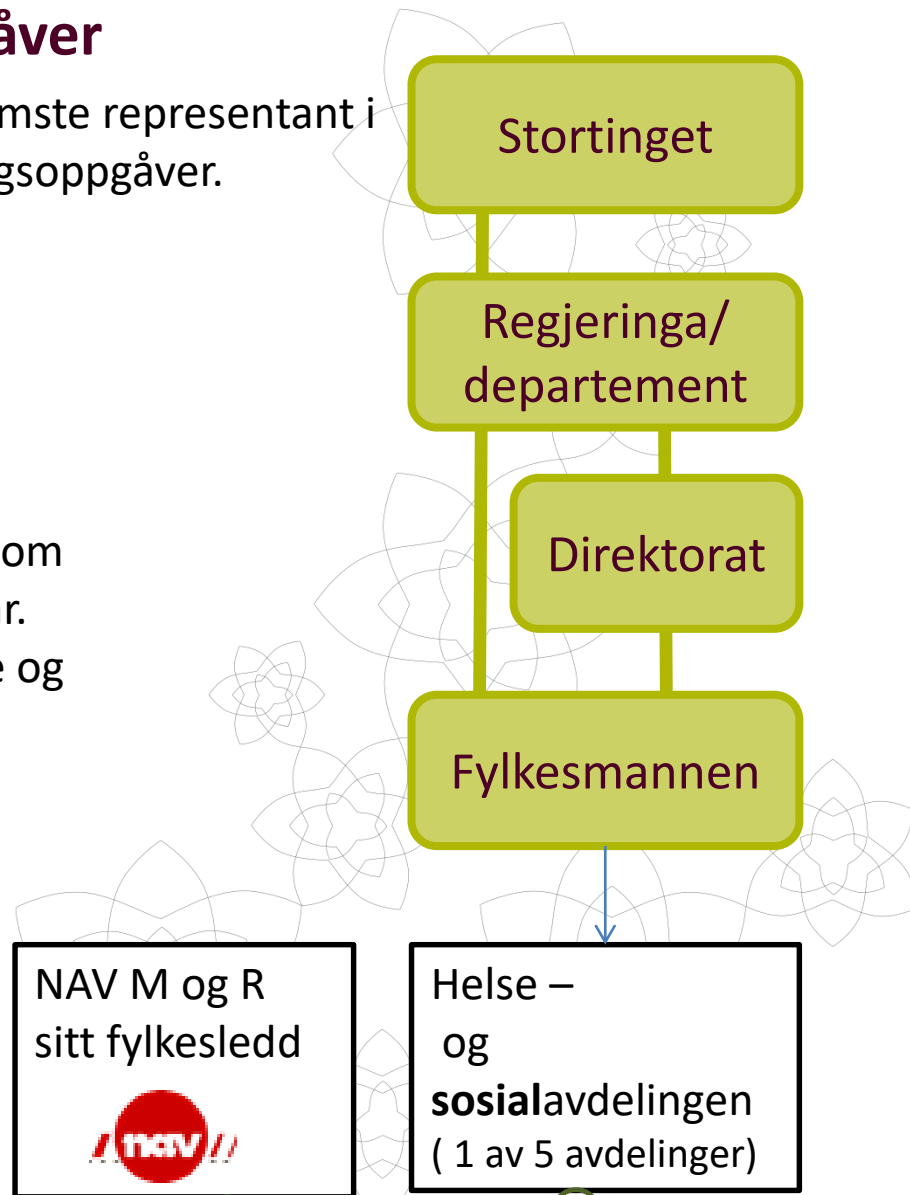 åver
mste representant i
gsoppgåver.
om
ar.
e og
Stortinget
Regjeringa/
departement
Direktorat
Fylkesmannen
NAV M og R
sitt fylkesledd
nav
Helse –
og
sosialavdelingen
( 1 av 5 avdelinger)